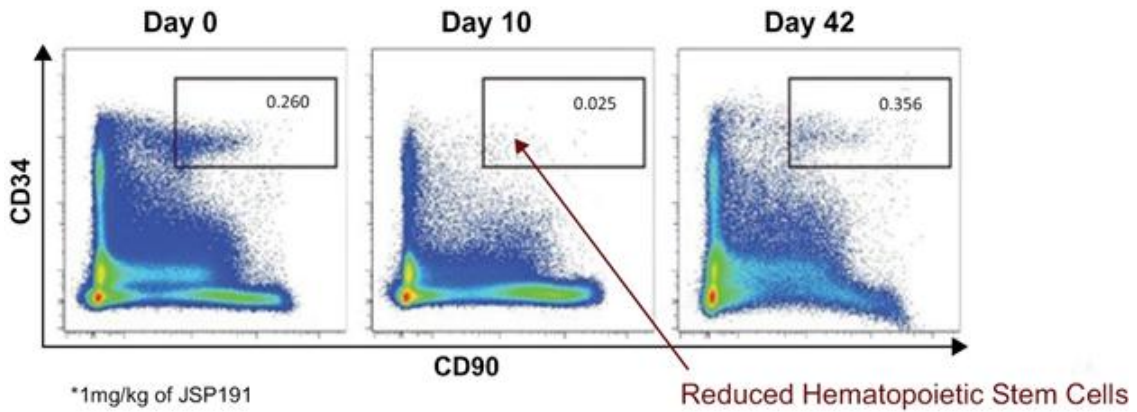 Day 0
Day 10
Day 42
0.260
0.025
0.356
CD34
CD90
*1mg/kg of JSP191
Reduced Hematopoietic Stem Cells